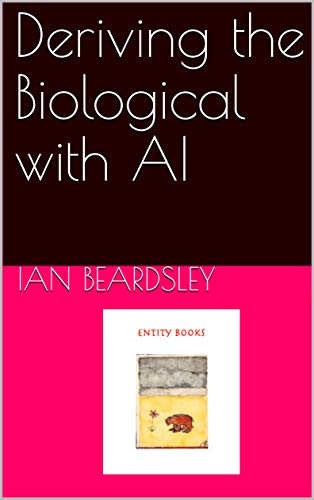 Deriving the
Biological
with AI
IAN BEARDSLEY
ENTITY BOOKS